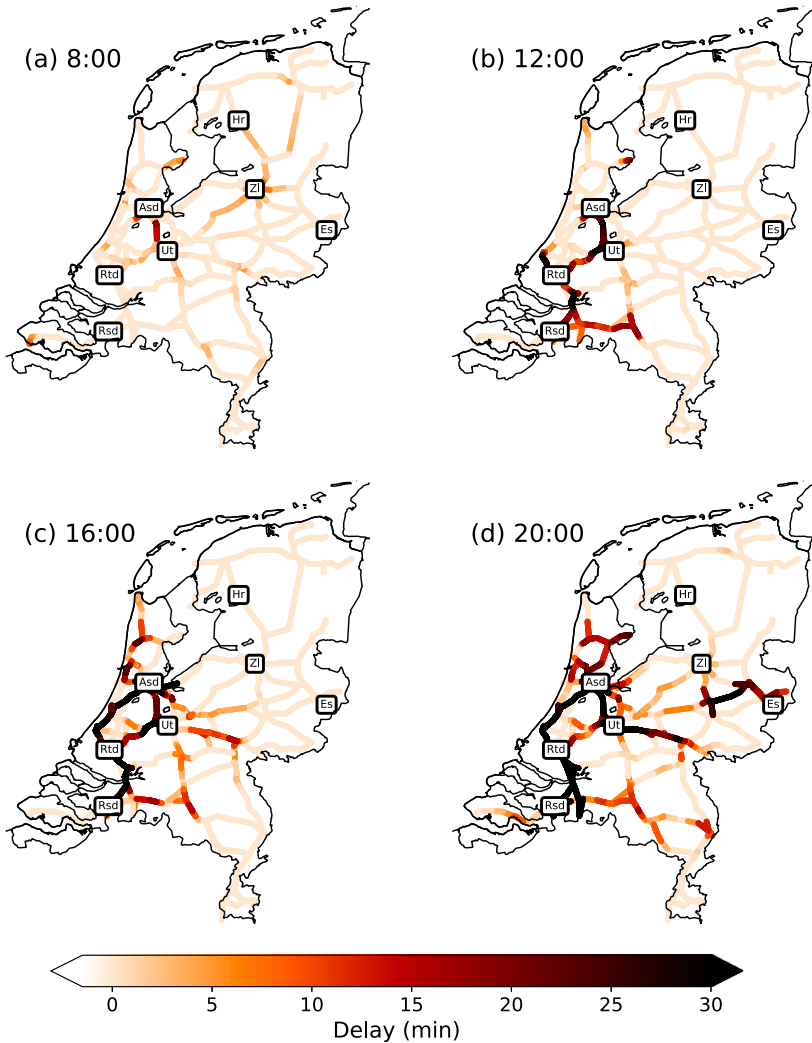 (a) 8:00
Hr
Zl
Asd
Es
Ut
Rtd
Rsd
(b) 12:00
Hr
Zl
Asd
Es
Ut
Rtd
Rsd
(c) 16:00
Hr
Zl
Asd
Es
Ut
Rtd
Rsd
(d) 20:00
Hr
Zl
Asd
Es
Ut
Rtd
Rsd
0 5 10 15 20 25 30
Delay (min)